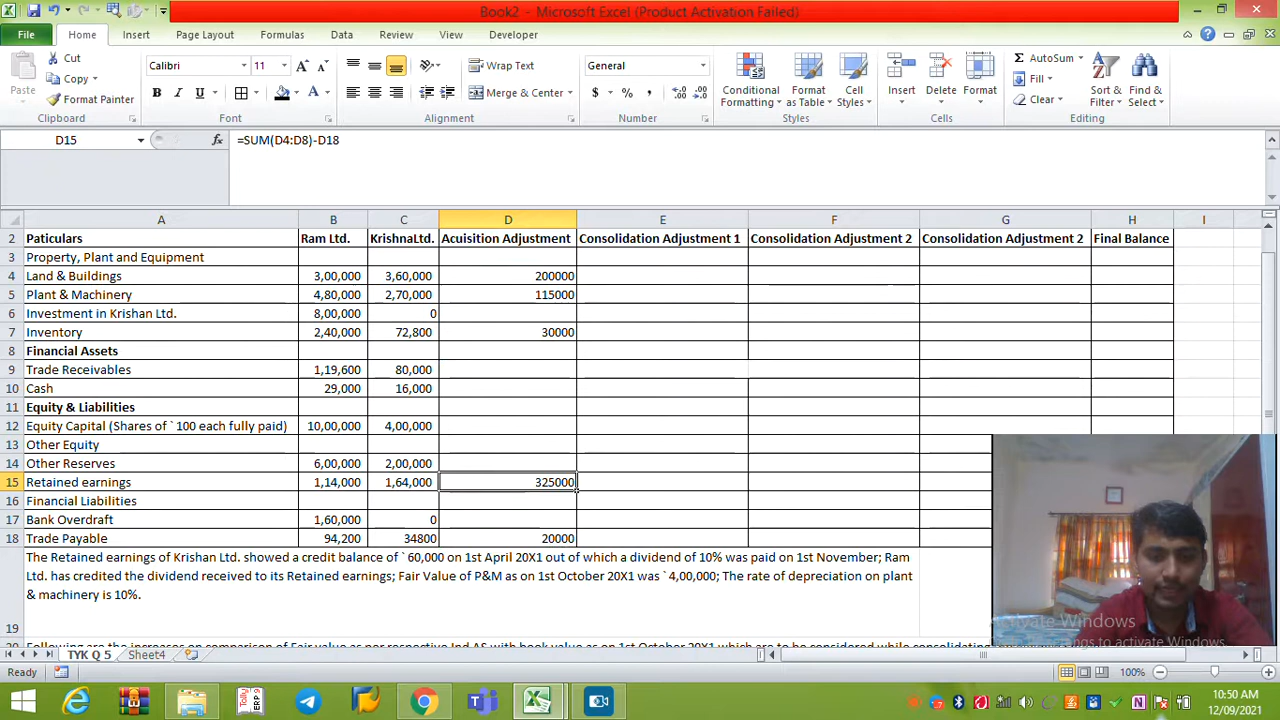 Book2 - Microsoft Excel (Product Activation Failed)
File Home Insert Page Layout Formulas Data Review View Developer
Cut
Copy
Format Painter
Paste
Clipboard
Calibri 11
B I U
Font
Wrap Text
Merge & Center
Alignment
General
$ % ,
Number
Conditional Formatting
Format as Table
Cell Styles
Styles
Insert Delete Format
Cells
AutoSum
Fill
Clear
Sort & Filter
Find & Select
Editing
D15 fx =SUM(D4:D8)-D18
A B C D E F G H I
2 Paticulars Ram Ltd. KrishnaLtd. Acuisition Adjustment Consolidation Adjustment 1 Consolidation Adjustment 2 Consolidation Adjustment 2 Final Balance
3 Property, Plant and Equipment
4 Land & Buildings 3,00,000 3,60,000 200000
5 Plant & Machinery 4,80,000 2,70,000 115000
6 Investment in Krishan Ltd. 8,00,000 0
7 Inventory 2,40,000 72,800 30000
8 Financial Assets
9 Trade Receivables 1,19,600 80,000
10 Cash 29,000 16,000
11 Equity & Liabilities
12 Equity Capital (Shares of `100 each fully paid) 10,00,000 4,00,000
13 Other Equity
14 Other Reserves 6,00,000 2,00,000
15 Retained earnings 1,14,000 1,64,000 325000
16 Financial Liabilities
17 Bank Overdraft 1,60,000 0
18 Trade Payable 94,200 34800 20000
The Retained earnings of Krishan Ltd. showed a credit balance of `60,000 on 1st April 20X1 out of which a dividend of 10% was paid on 1st November; Ram
Ltd. has credited the dividend received to its Retained earnings; Fair Value of P&M as on 1st October 20X1 was `4,00,000; The rate of depreciation on plant
& machinery is 10%.
19
Activate Windows
TYK Q 5 Sheet4
Ready 100%
10:50 AM
12/09/2021